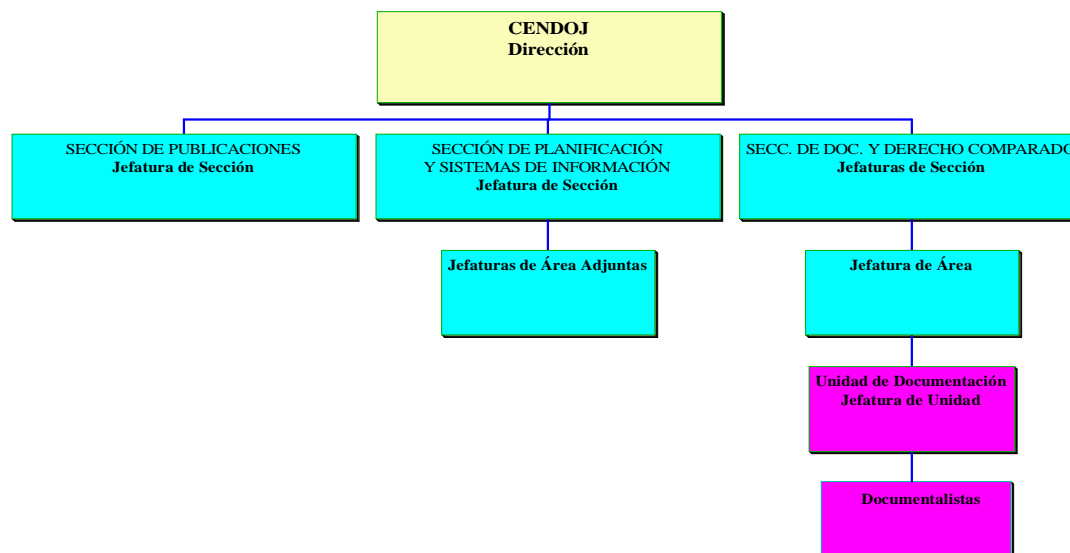 CENDOJ
Dirección
SECCIÓN DE PUBLICACIONES
Jefatura de Sección
SECCIÓN DE PLANIFICACIÓN
Y SISTEMAS DE INFORMACIÓN
Jefatura de Sección
SECC. DE DOC. Y DERECHO COMPARADO
Jefaturas de Sección
Jefaturas de Área Adjuntas
Jefatura de Área
Unidad de Documentación
Jefatura de Unidad
Documentalistas